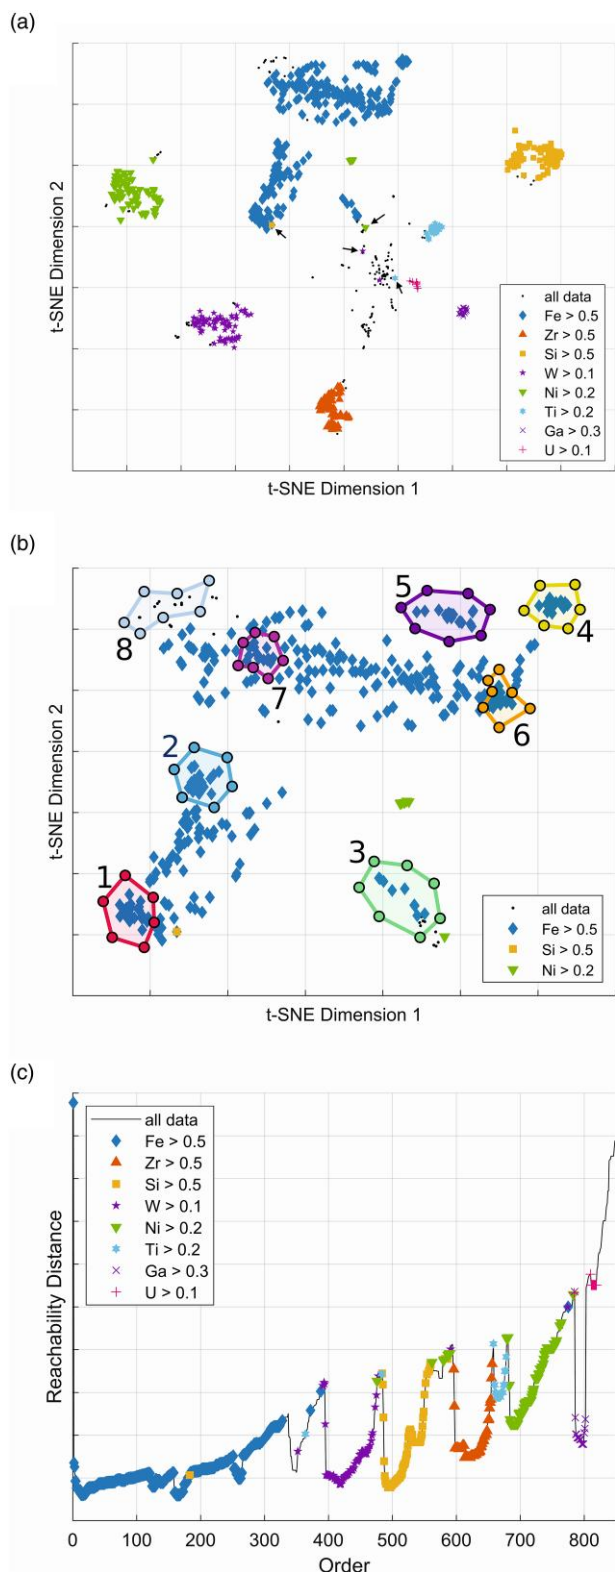 (a)
t-SNE Dimension 2
all data
Fe > 0.5
Zr > 0.5
Si > 0.5
W > 0.1
Ni > 0.2
Ti > 0.2
Ga > 0.3
U > 0.1
t-SNE Dimension 1
(b)
t-SNE Dimension 2
8
7
5
4
6
2
1
3
all data
Fe > 0.5
Si > 0.5
Ni > 0.2
t-SNE Dimension 1
(c)
Reachability Distance
all data
Fe > 0.5
Zr > 0.5
Si > 0.5
W > 0.1
Ni > 0.2
Ti > 0.2
Ga > 0.3
U > 0.1
0 100 200 300 400 500 600 700 800
Order